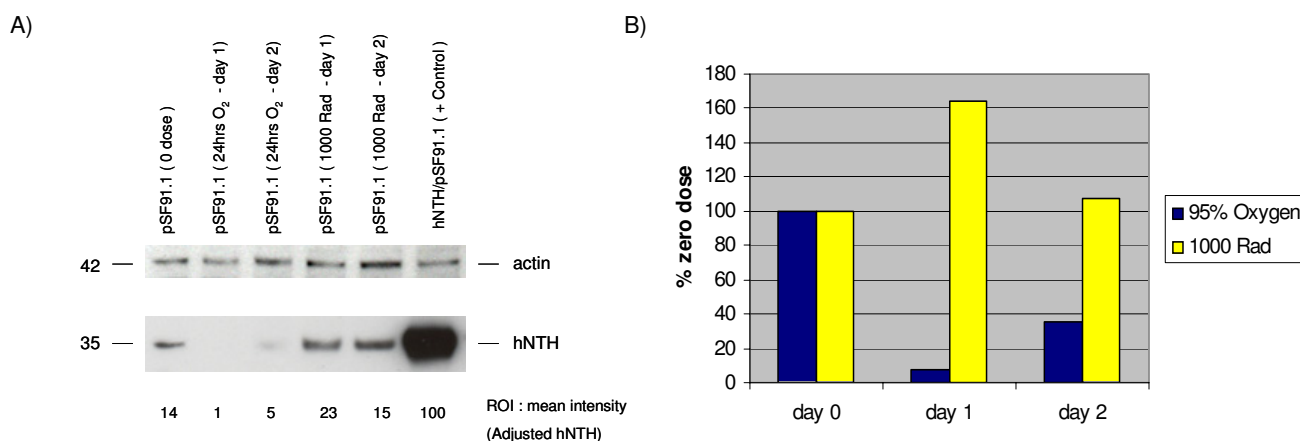 A)
pSF91.1 ( 0 dose )
pSF91.1 ( 24hrs O2 - day 1)
pSF91.1 ( 24hrs O2 - day 2)
pSF91.1 ( 1000 Rad - day 1)
pSF91.1 ( 1000 Rad - day 2)
hNTH/pSF91.1 ( + Control )
42 — — actin
35 — — hNTH
14 1 5 23 15 100 ROI : mean intensity
(Adjusted hNTH)
B)
% zero dose
180
160
140
120
100
80
60
40
20
0
day 0 day 1 day 2
95% Oxygen
1000 Rad